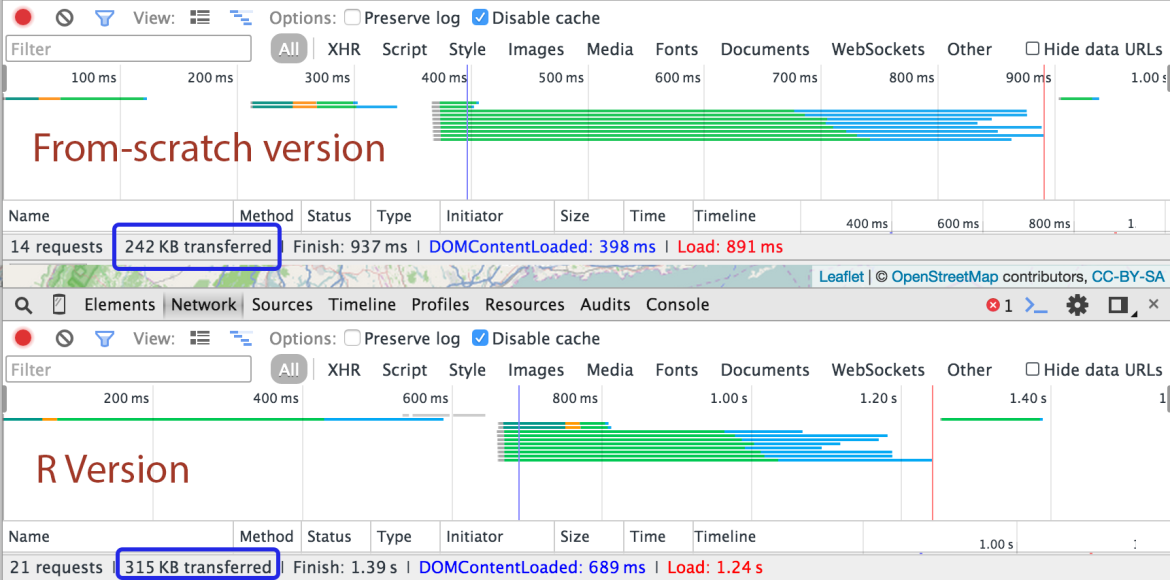 View: Options: Preserve log Disable cache
Filter All XHR Script Style Images Media Fonts Documents WebSockets Other Hide data URLs
100 ms 200 ms 300 ms 400 ms 500 ms 600 ms 700 ms 800 ms 900 ms 1.00 s
From-scratch version
Name Method Status Type Initiator Size Time Timeline 400 ms 600 ms 800 ms 1.
14 requests | 242 KB transferred | Finish: 937 ms | DOMContentLoaded: 398 ms | Load: 891 ms
Leaflet | © OpenStreetMap contributors, CC-BY-SA
Elements Network Sources Timeline Profiles Resources Audits Console 1
View: Options: Preserve log Disable cache
Filter All XHR Script Style Images Media Fonts Documents WebSockets Other Hide data URLs
200 ms 400 ms 600 ms 800 ms 1.00 s 1.20 s 1.40 s 1
R Version
Name Method Status Type Initiator Size Time Timeline 1.00 s 1
21 requests | 315 KB transferred | Finish: 1.39 s | DOMContentLoaded: 689 ms | Load: 1.24 s